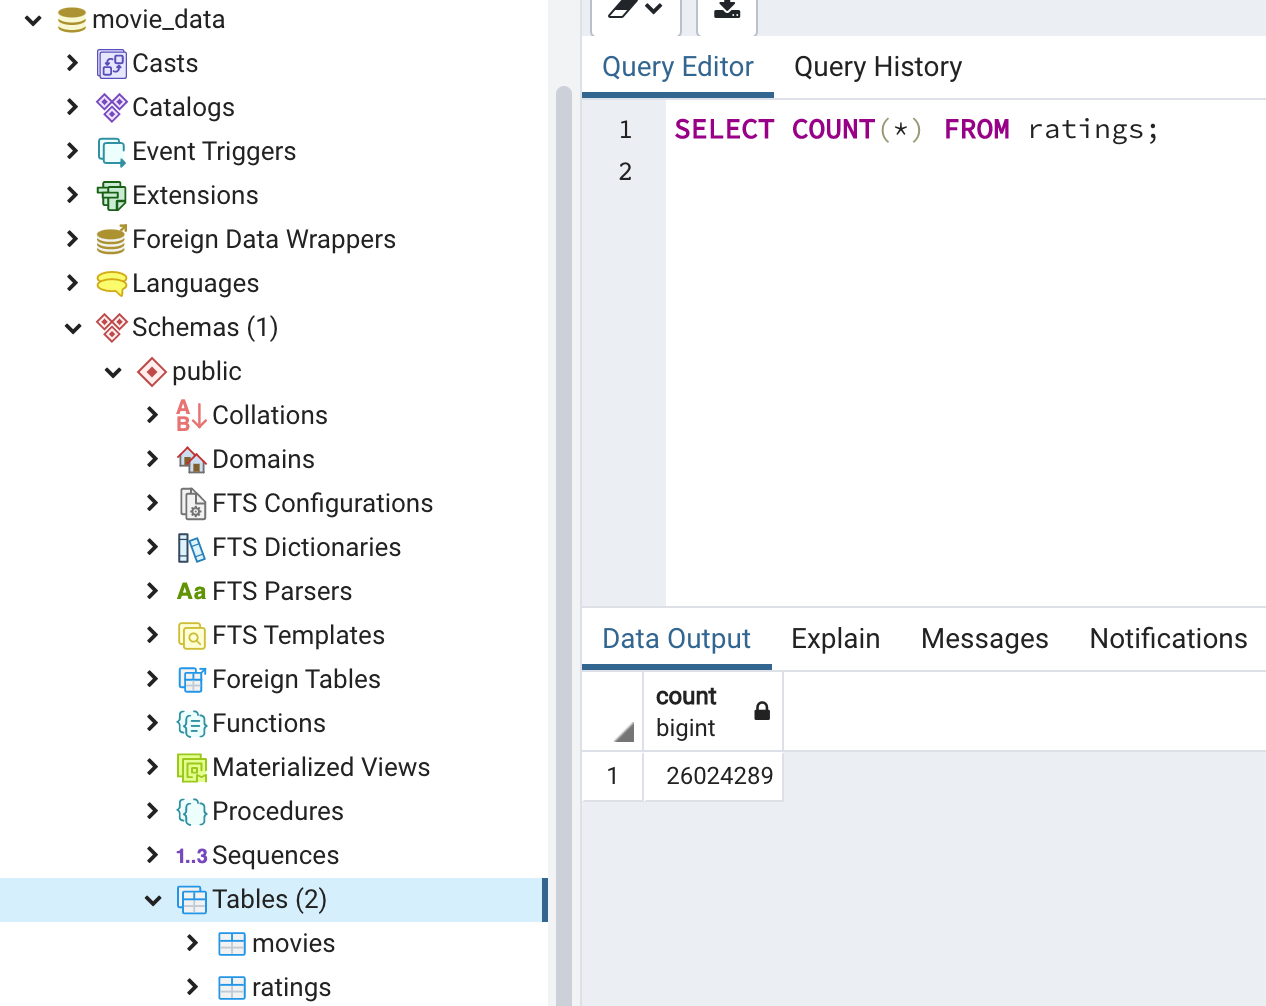 movie_data
Casts
Catalogs
Event Triggers
Extensions
Foreign Data Wrappers
Languages
Schemas (1)
public
A
B
Collations
Domains
FTS Configurations
FTS Dictionaries
Aa FTS Parsers
FTS Templates
Foreign Tables
Functions
Materialized Views
Procedures
1..3 Sequences
Tables (2)
movies
ratings
Query Editor Query History
1 SELECT COUNT(*) FROM ratings;
2
Data Output Explain Messages Notifications
count
bigint
1 26024289